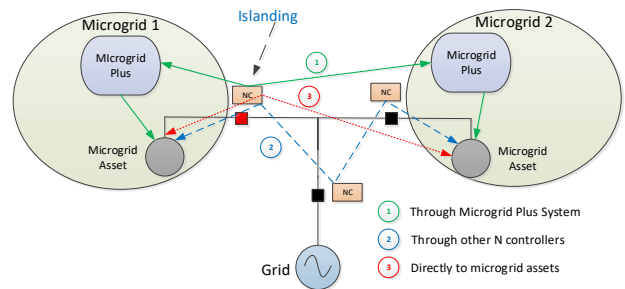 Islanding
Microgrid 1
Microgrid 2
Microgrid
Plus
Microgrid
Plus
1
NC
3
NC
2
Microgrid
Asset
Microgrid
Asset
NC
Grid
1 Through Microgrid Plus System
2 Through other N controllers
3 Directly to microgrid assets